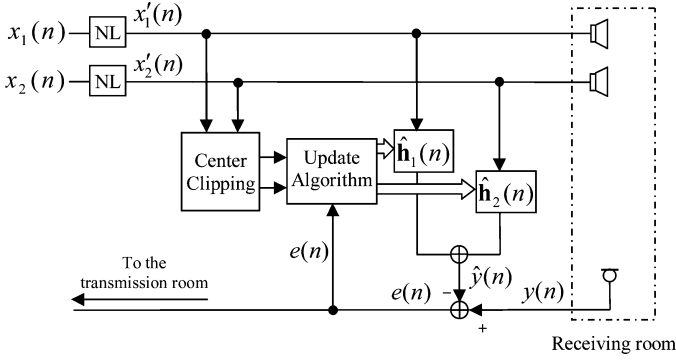 x₁(n) NL x′₁(n)
x₂(n) NL x′₂(n)
Center
Clipping
Update
Algorithm
ĥ₁(n)
ĥ₂(n)
e(n)
To the
transmission room
ŷ(n)
e(n) − y(n)
+
Receiving room